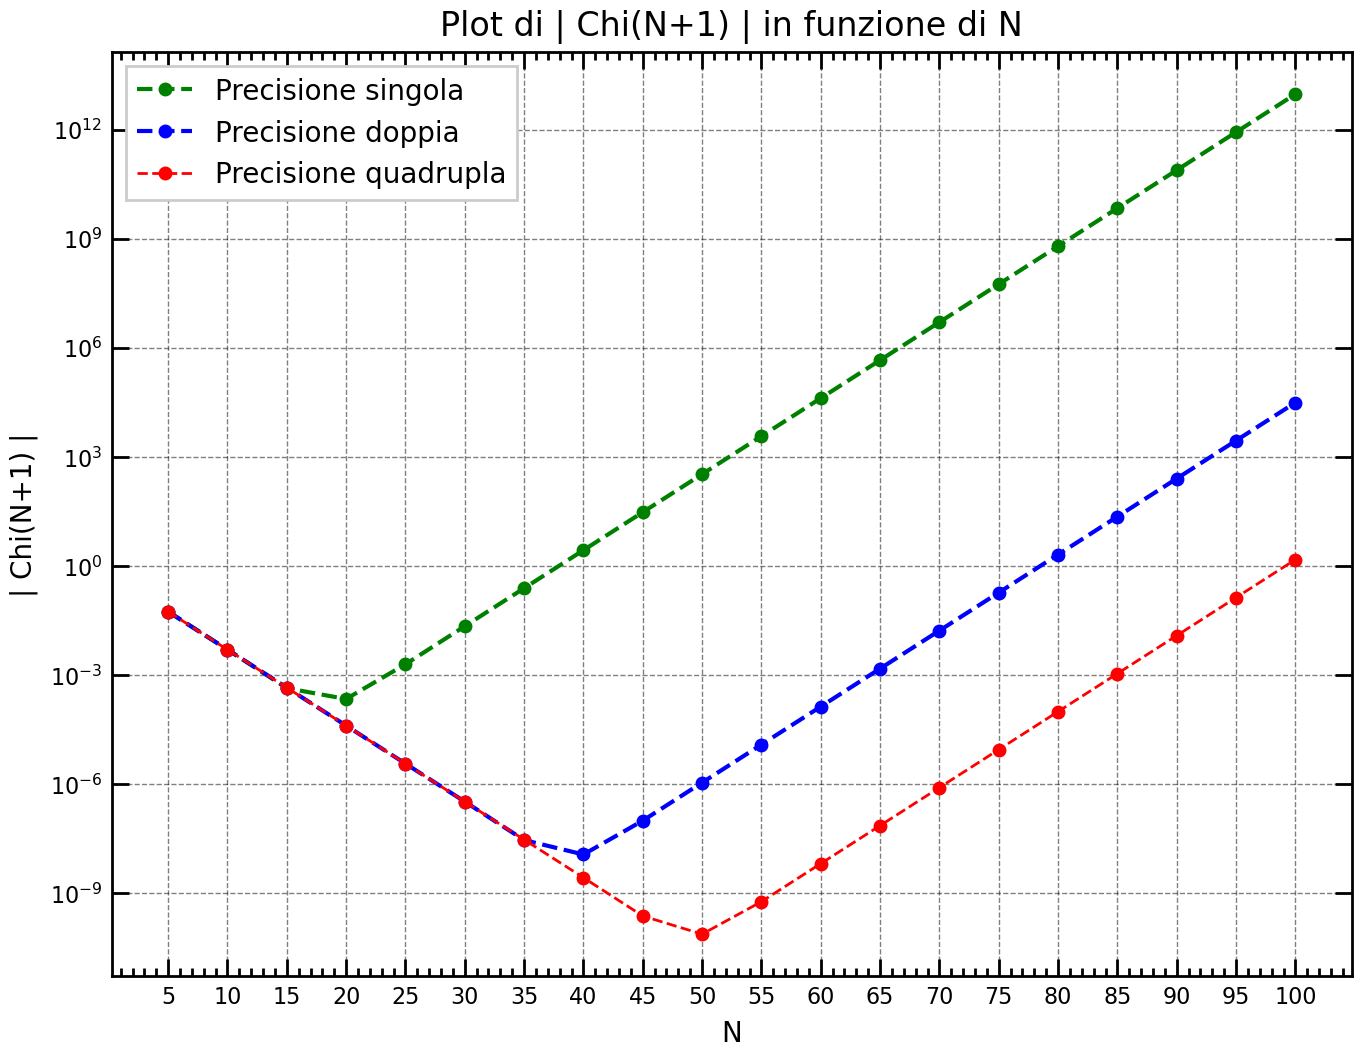 Plot di | Chi(N+1) | in funzione di N
Precisione singola
Precisione doppia
Precisione quadrupla
| Chi(N+1) |
10^12
10^9
10^6
10^3
10^0
10^-3
10^-6
10^-9
5 10 15 20 25 30 35 40 45 50 55 60 65 70 75 80 85 90 95 100
N